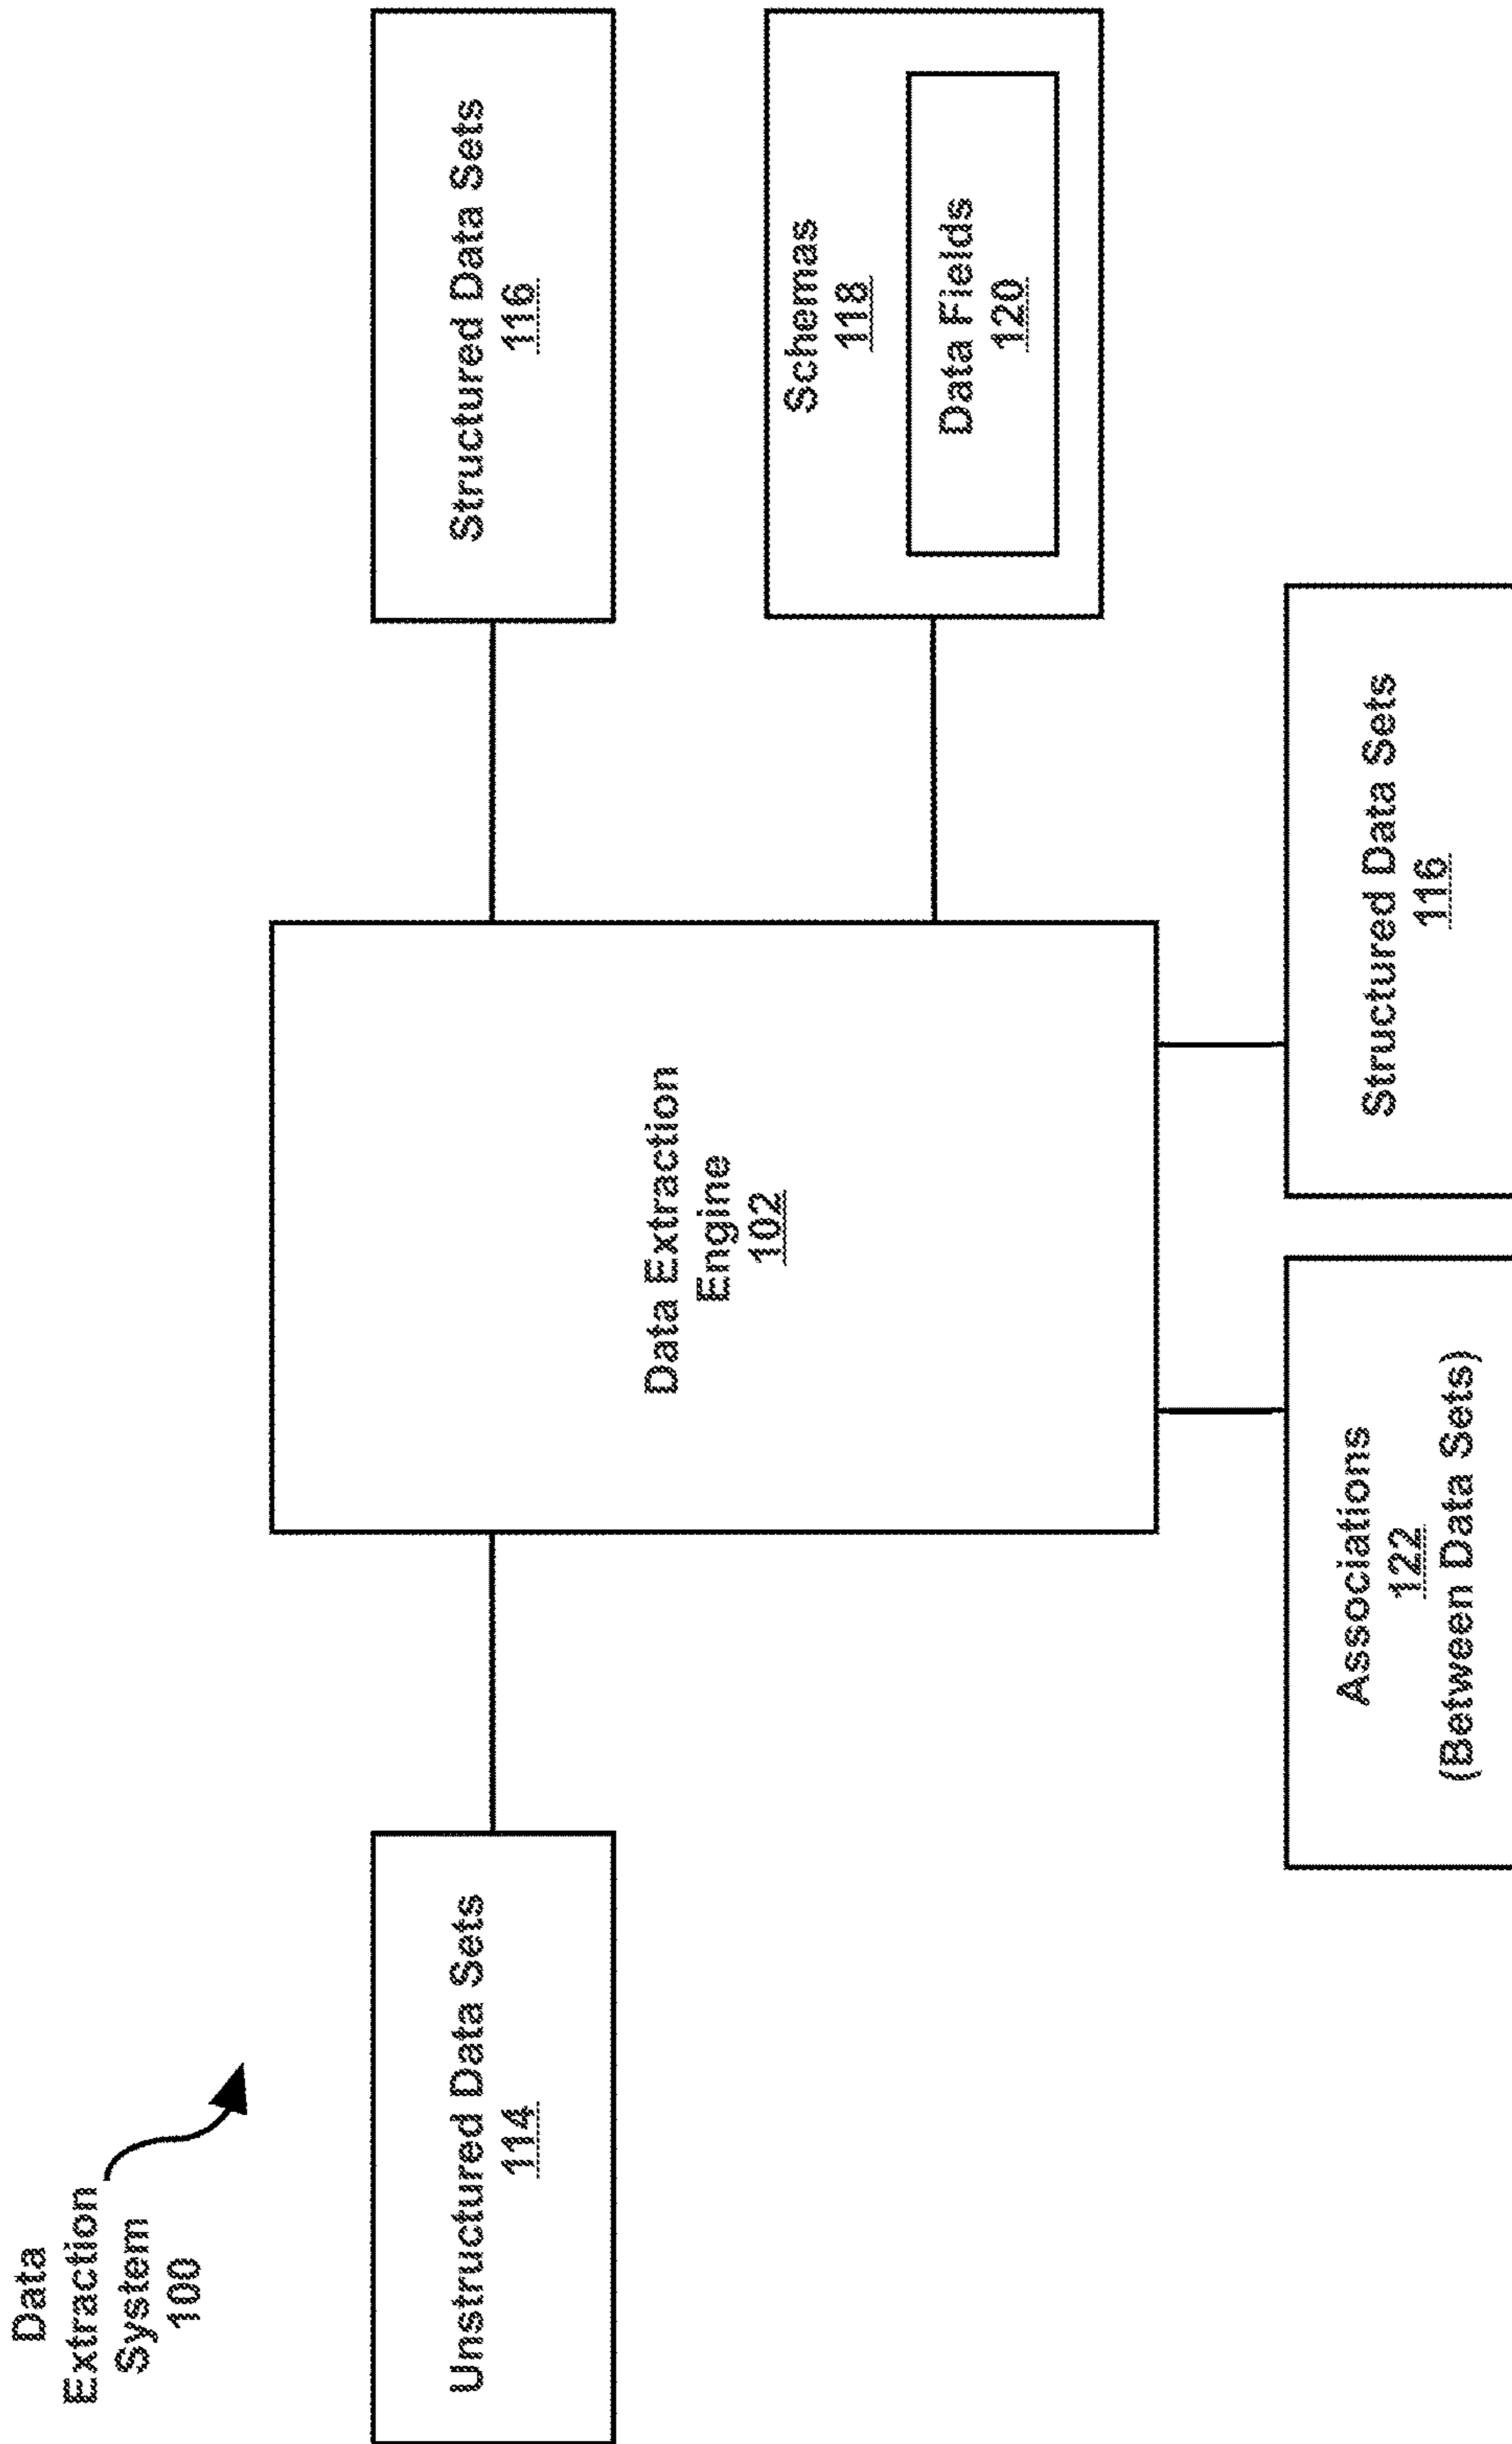 Data
Extraction
System
100
Unstructured Data Sets
114
Data Extraction
Engine
102
Structured Data Sets
116
Schemas
118
Data Fields
120
Associations
122
(Between Data Sets)
Structured Data Sets
116